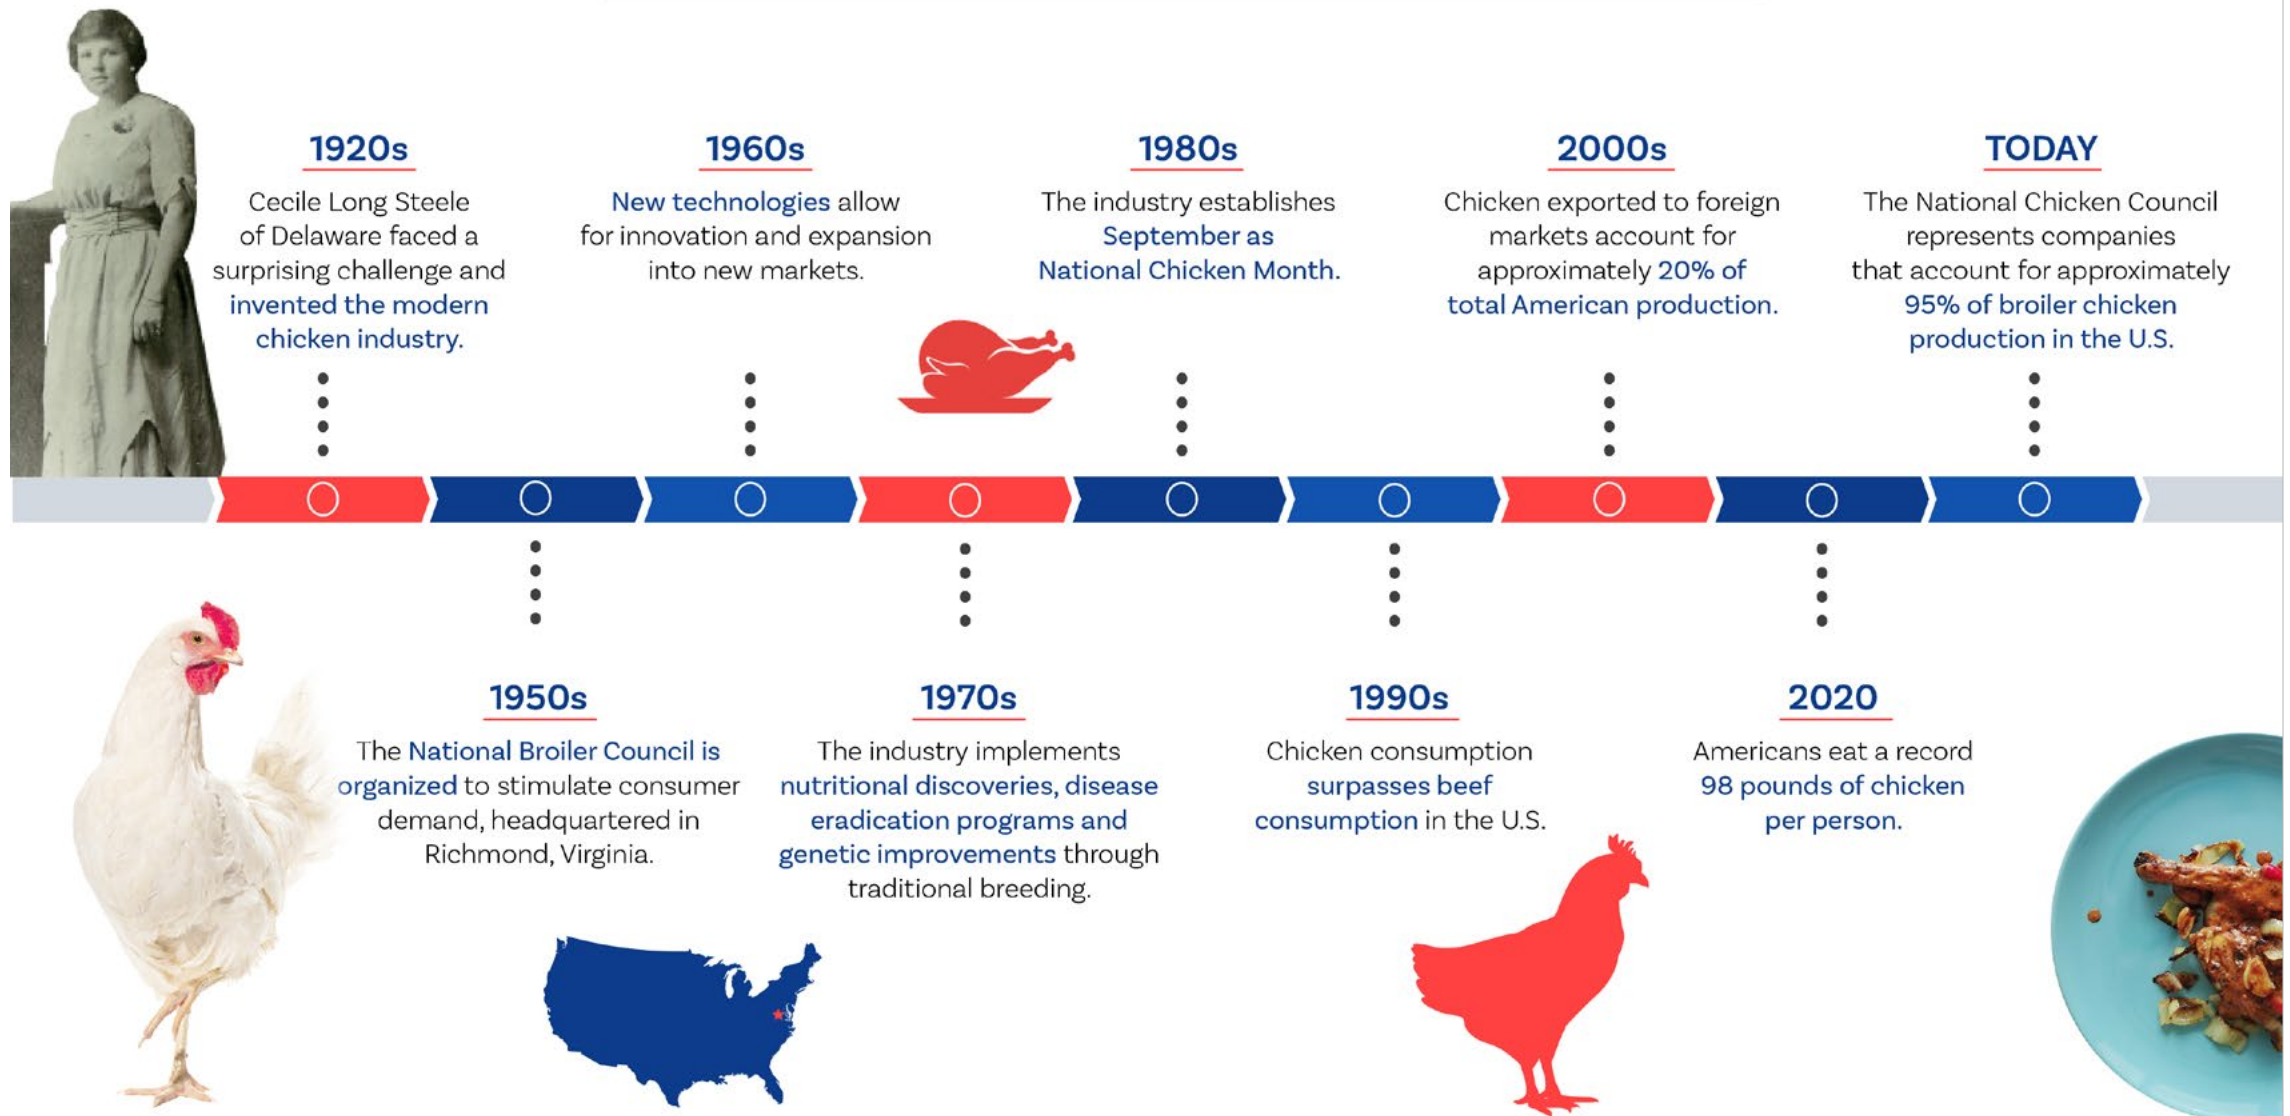 1920s
Cecile Long Steele
of Delaware faced a
surprising challenge and
invented the modern
chicken industry.
1950s
The National Broiler Council is
organized to stimulate consumer
demand, headquartered in
Richmond, Virginia.
1960s
New technologies allow
for innovation and expansion
into new markets.
1970s
The industry implements
nutritional discoveries, disease
eradication programs and
genetic improvements through
traditional breeding.
1980s
The industry establishes
September as
National Chicken Month.
1990s
Chicken consumption
surpasses beef
consumption in the U.S.
2000s
Chicken exported to foreign
markets account for
approximately 20% of
total American production.
2020
Americans eat a record
98 pounds of chicken
per person.
TODAY
The National Chicken Council
represents companies
that account for approximately
95% of broiler chicken
production in the U.S.